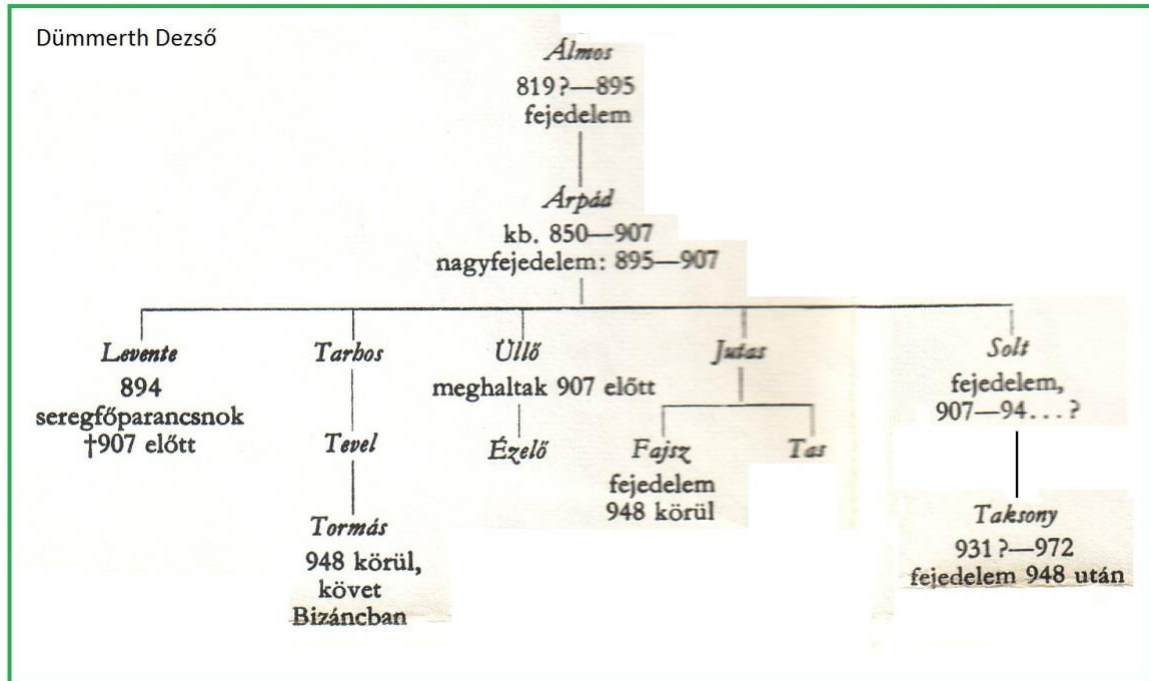 Dümmerth Dezső
Álmos
819?—895
fejedelem
Árpád
kb. 850—907
nagyfejedelem: 895—907
Levente
894
seregfőparancsnok
†907 előtt
Tarhos
Tevel
Tormás
948 körül,
követ
Bizáncban
Üllő
meghaltak 907 előtt
Ézelő
Jutas
Fajsz
fejedelem
948 körül
Tas
Solt
fejedelem,
907—94...?
Taksony
931?—972
fejedelem 948 után